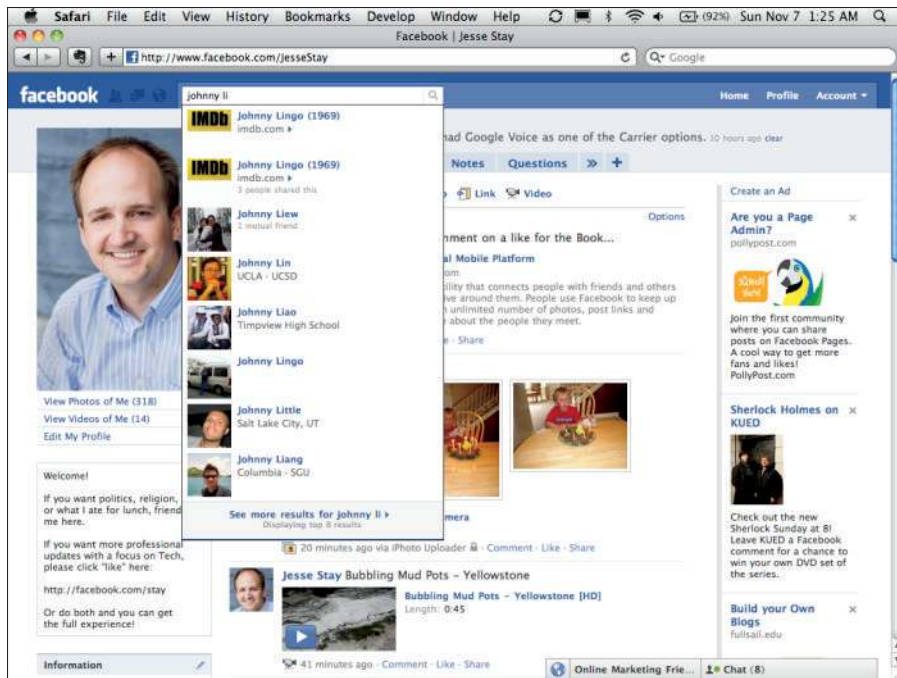 Safari File Edit View History Bookmarks Develop Window Help (92%) Sun Nov 7 1:25 AM
Facebook | Jesse Stay
http://www.facebook.com/JesseStay
Google
facebook
johnny li
Home Profile Account
Johnny Lingo (1969)
imdb.com
Johnny Lingo (1969)
imdb.com
3 people shared this
Johnny Liew
1 mutual friend
Johnny Lin
UCLA - UCSD
Johnny Liao
Timpview High School
Johnny Lingo
Johnny Little
Salt Lake City, UT
Johnny Liang
Columbia - SGU
See more results for johnny li
Displaying top 8 results
IMDb
IMDb
had Google Voice as one of the Carrier options. 10 hours ago clear
Notes Questions » +
Link Video
Options
mment on a like for the Book...
al Mobile Platform
om
ility that connects people with friends and others
ive around them. People use Facebook to keep up
unlimited number of photos, post links and
about the people they meet.
e · Share
mera
20 minutes ago via iPhoto Uploader · Comment · Like · Share
Jesse Stay Bubbling Mud Pots – Yellowstone
Bubbling Mud Pots – Yellowstone [HD]
Length: 0:45
41 minutes ago · Comment · Like · Share
View Photos of Me (318)
View Videos of Me (14)
Edit My Profile
Welcome!
If you want politics, religion,
or what I ate for lunch, friend
me here.
If you want more professional
updates with a focus on Tech,
please click "like" here:
http://facebook.com/stay
Or do both and you can get
the full experience!
Information
Create an Ad
Are you a Page
Admin?
pollypost.com
Join the first community
where you can share
posts on Facebook Pages.
A cool way to get more
fans and likes!
PollyPost.com
Sherlock Holmes on
KUED
Check out the new
Sherlock Sunday at 8!
Leave KUED a Facebook
comment for a chance to
win your own DVD set of
the series.
Build your Own
Blogs
fullsail.edu
Online Marketing Frie... Chat (8)